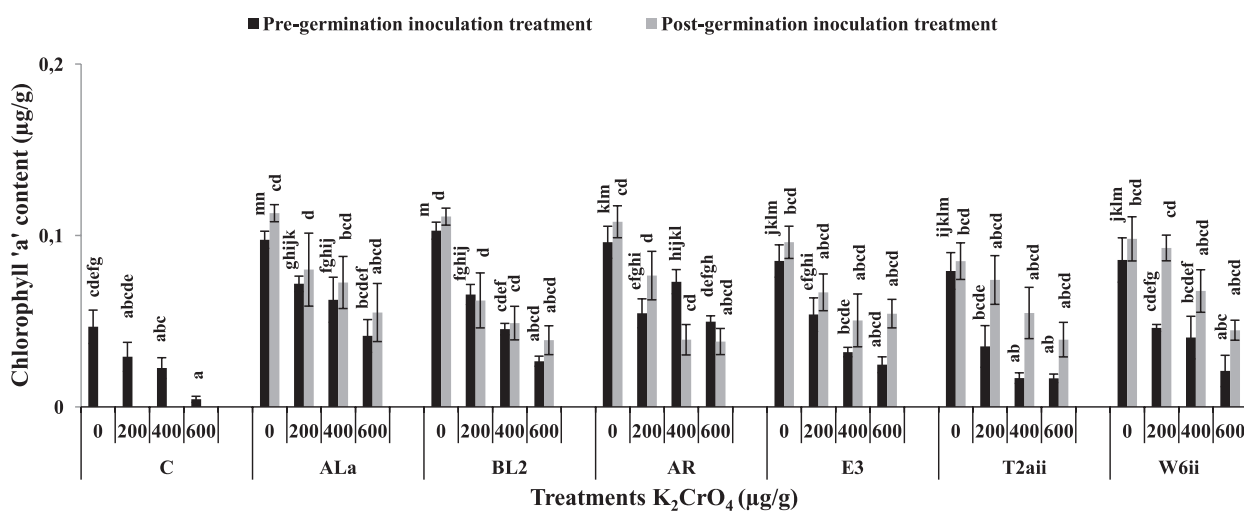 Pre-germination inoculation treatment Post-germination inoculation treatment
Chlorophyll 'a' content (µg/g)
0,2
0,1
0
cdefg abcde abc a
mn cd ghijk d fghij bcd bcdef abcd
m d fghij d cdef cd abcd abcd
klm cd efghi d hijkl cd defgh abcd
jklm bcd efghi abcd bcde abcd abcd abcd
ijklm bcd bcde abcd ab abcd ab abcd
jklm bcd cdefg cd bcdef abcd abc abcd
0 200 400 600 0 200 400 600 0 200 400 600 0 200 400 600 0 200 400 600 0 200 400 600 0 200 400 600
C ALa BL2 AR E3 T2aii W6ii
Treatments K₂CrO₄ (µg/g)